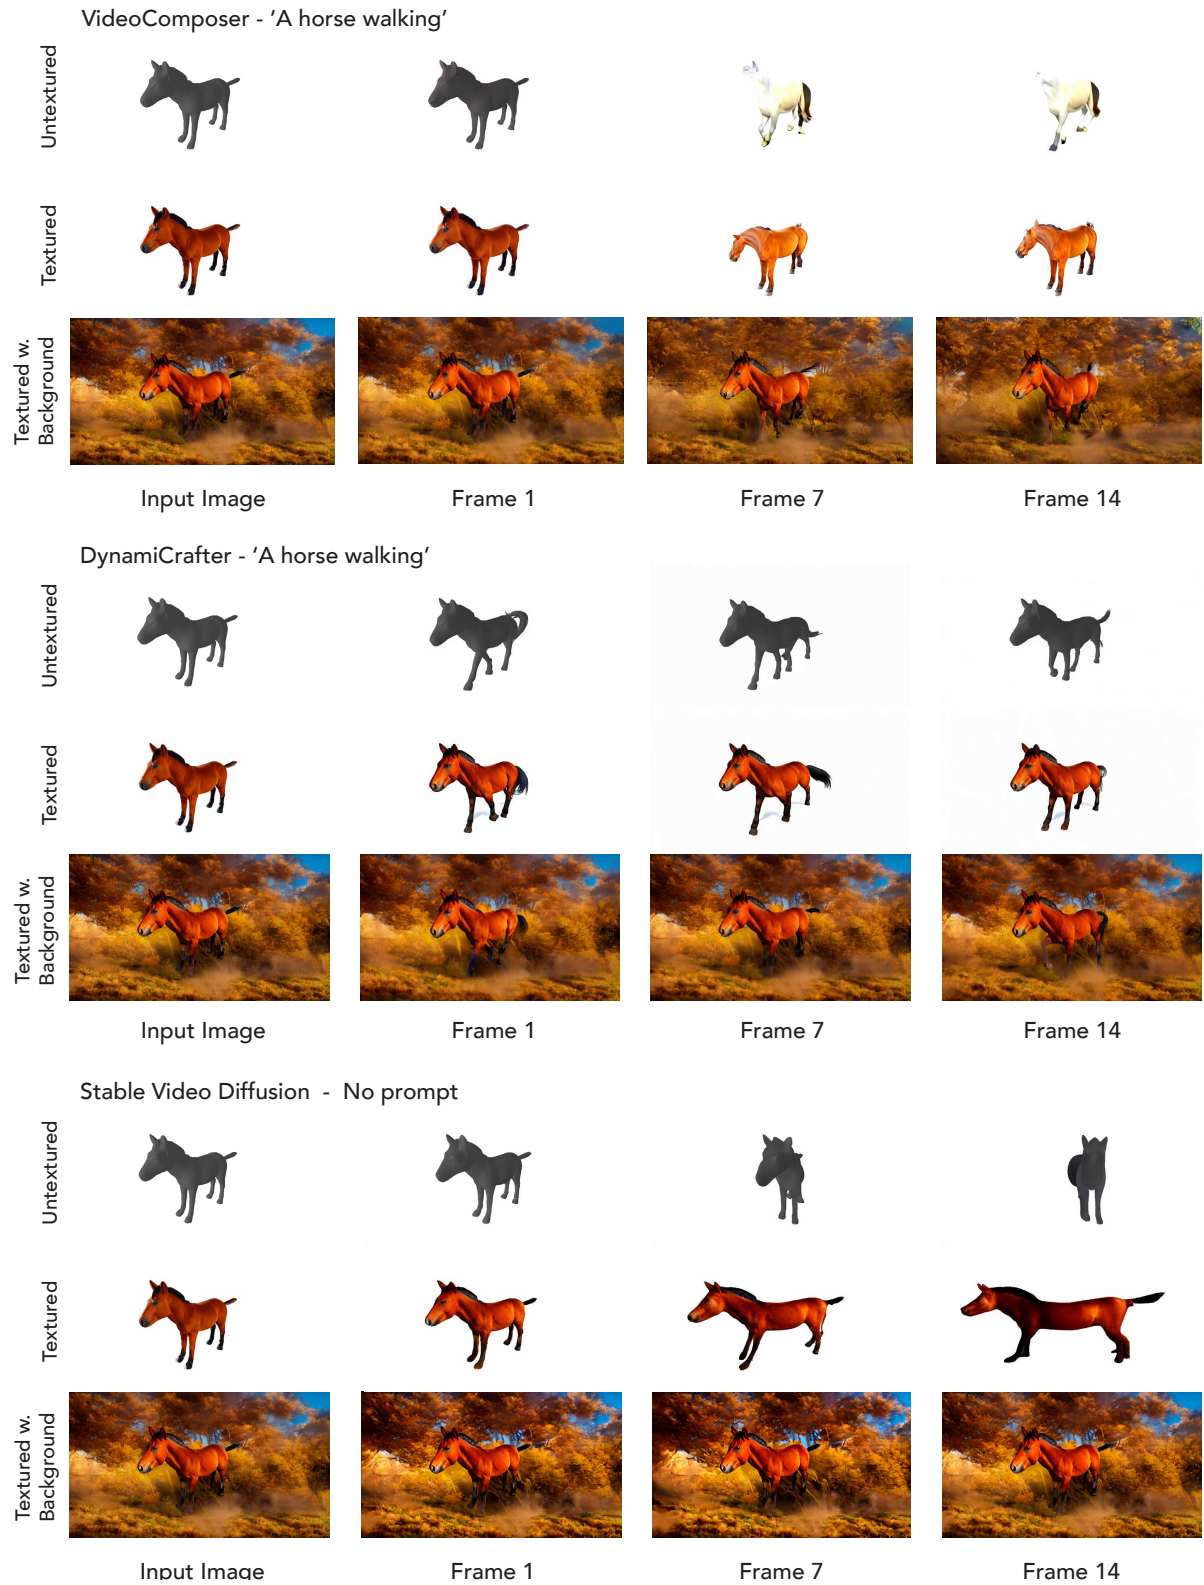 VideoComposer - ‘A horse walking’
Untextured
Textured
Textured w.
Background
Input Image
Frame 1
Frame 7
Frame 14
DynamiCrafter - ‘A horse walking’
Untextured
Textured
Textured w.
Background
Input Image
Frame 1
Frame 7
Frame 14
Stable Video Diffusion - No prompt
Untextured
Textured
Textured w.
Background
Input Image
Frame 1
Frame 7
Frame 14